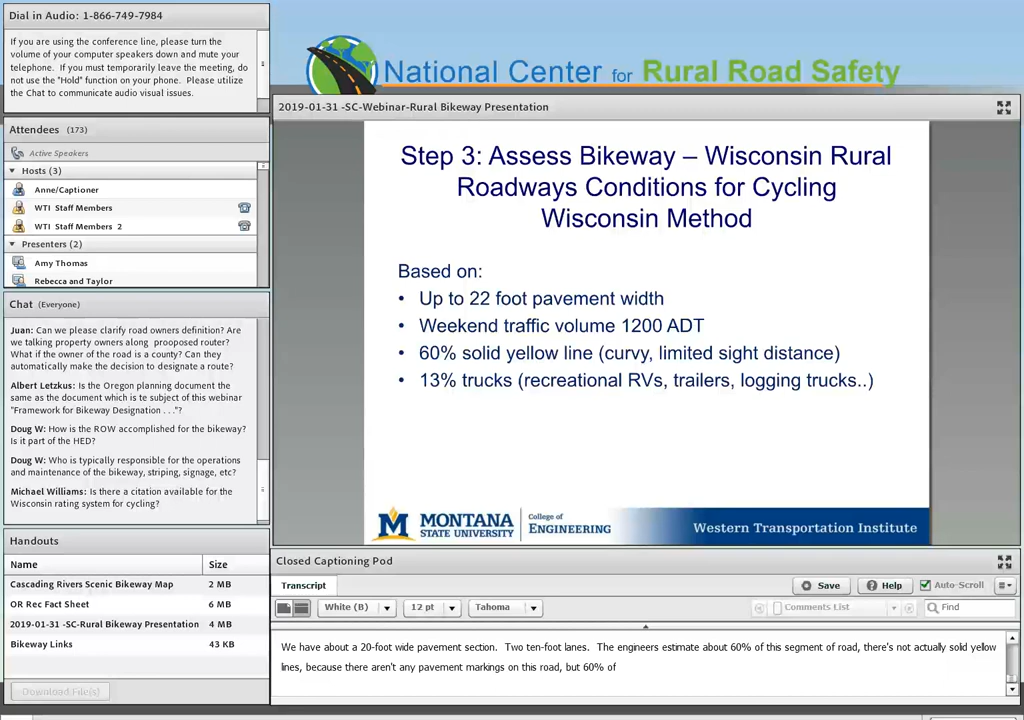 Dial in Audio: 1-866-749-7984
If you are using the conference line, please turn the
volume of your computer speakers down and mute your
telephone. If you must temporarily leave the meeting, do
not use the "Hold" function on your phone. Please utilize
the Chat to communicate audio visual issues.
Attendees (173)
Active Speakers
Hosts (3)
Anne/Captioner
WTI Staff Members
WTI Staff Members 2
Presenters (2)
Amy Thomas
Rebecca and Taylor
Chat (Everyone)
Juan: Can we please clarify road owners definition? Are
we talking property owners along prooposed router?
What if the owner of the road is a county? Can they
automatically make the decision to designate a route?
Albert Letzkus: Is the Oregon planning document the
same as the document which is te subject of this webinar
"Framework for Bikeway Designation . . ."?
Doug W: How is the ROW accomplished for the bikeway?
Is it part of the HED?
Doug W: Who is typically responsible for the operations
and maintenance of the bikeway, striping, signage, etc?
Michael Williams: Is there a citation available for the
Wisconsin rating system for cycling?
Handouts
Name Size
Cascading Rivers Scenic Bikeway Map 2 MB
OR Rec Fact Sheet 6 MB
2019-01-31 -SC-Rural Bikeway Presentation 4 MB
Bikeway Links 43 KB
Download File(s)
National Center for Rural Road Safety
2019-01-31 -SC-Webinar-Rural Bikeway Presentation
Step 3: Assess Bikeway – Wisconsin Rural
Roadways Conditions for Cycling
Wisconsin Method
Based on:
• Up to 22 foot pavement width
• Weekend traffic volume 1200 ADT
• 60% solid yellow line (curvy, limited sight distance)
• 13% trucks (recreational RVs, trailers, logging trucks..)
M MONTANA
STATE UNIVERSITY
College of
ENGINEERING
Western Transportation Institute
Closed Captioning Pod
Transcript
Save
Help
Auto-Scroll
White (B)
12 pt
Tahoma
Comments List
Find
We have about a 20-foot wide pavement section. Two ten-foot lanes. The engineers estimate about 60% of this segment of road, there's not actually solid yellow
lines, because there aren't any pavement markings on this road, but 60% of